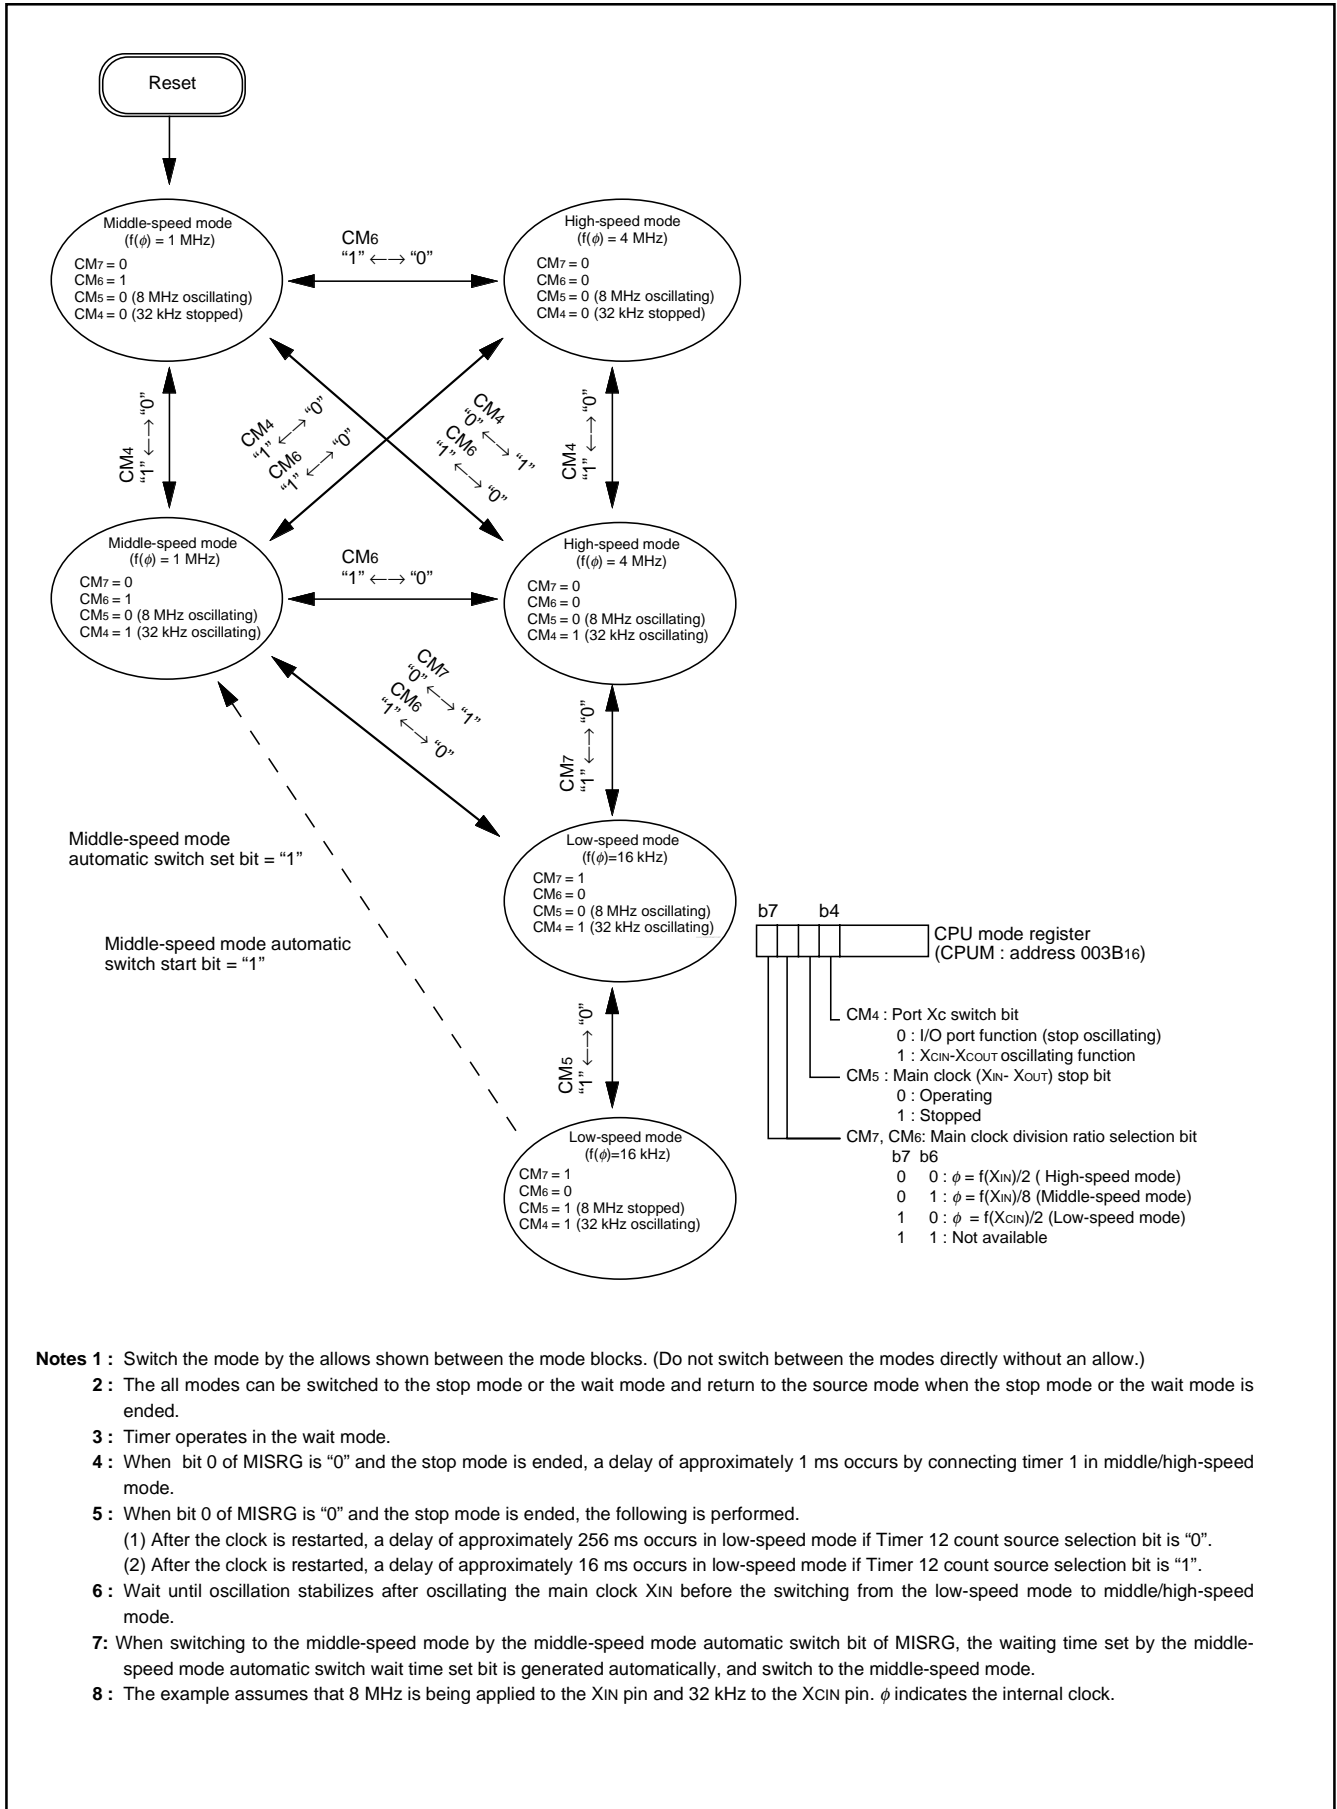 Reset
Middle-speed mode
(f(ϕ) = 1 MHz)
CM7 = 0
CM6 = 1
CM5 = 0 (8 MHz oscillating)
CM4 = 0 (32 kHz stopped)
CM6
“1” ←→ “0”
High-speed mode
(f(ϕ) = 4 MHz)
CM7 = 0
CM6 = 0
CM5 = 0 (8 MHz oscillating)
CM4 = 0 (32 kHz stopped)
CM4
“1” ←→ “0”
CM4
“1” ←→ “0”
CM6
“1” ←→ “0”
CM4
“0” ←→ “1”
CM6
“1” ←→ “0”
CM4
“1” ←→ “0”
Middle-speed mode
(f(ϕ) = 1 MHz)
CM7 = 0
CM6 = 1
CM5 = 0 (8 MHz oscillating)
CM4 = 1 (32 kHz oscillating)
CM6
“1” ←→ “0”
High-speed mode
(f(ϕ) = 4 MHz)
CM7 = 0
CM6 = 0
CM5 = 0 (8 MHz oscillating)
CM4 = 1 (32 kHz oscillating)
CM7
“0” ←→ “1”
CM6
“1” ←→ “0”
CM7
“1” ←→ “0”
Middle-speed mode
automatic switch set bit = “1”
Middle-speed mode automatic
switch start bit = “1”
Low-speed mode
(f(ϕ)=16 kHz)
CM7 = 1
CM6 = 0
CM5 = 0 (8 MHz oscillating)
CM4 = 1 (32 kHz oscillating)
CM5
“1” ←→ “0”
Low-speed mode
(f(ϕ)=16 kHz)
CM7 = 1
CM6 = 0
CM5 = 1 (8 MHz stopped)
CM4 = 1 (32 kHz oscillating)
b7 b4
CPU mode register
(CPUM : address 003B16)
CM4 : Port Xc switch bit
0 : I/O port function (stop oscillating)
1 : XCIN-XCOUT oscillating function
CM5 : Main clock (XIN- XOUT) stop bit
0 : Operating
1 : Stopped
CM7, CM6: Main clock division ratio selection bit
b7 b6
0 0 : ϕ = f(XIN)/2 ( High-speed mode)
0 1 : ϕ = f(XIN)/8 (Middle-speed mode)
1 0 : ϕ = f(XCIN)/2 (Low-speed mode)
1 1 : Not available
Notes 1 : Switch the mode by the allows shown between the mode blocks. (Do not switch between the modes directly without an allow.)
2 : The all modes can be switched to the stop mode or the wait mode and return to the source mode when the stop mode or the wait mode is
ended.
3 : Timer operates in the wait mode.
4 : When bit 0 of MISRG is “0” and the stop mode is ended, a delay of approximately 1 ms occurs by connecting timer 1 in middle/high-speed
mode.
5 : When bit 0 of MISRG is “0” and the stop mode is ended, the following is performed.
(1) After the clock is restarted, a delay of approximately 256 ms occurs in low-speed mode if Timer 12 count source selection bit is “0”.
(2) After the clock is restarted, a delay of approximately 16 ms occurs in low-speed mode if Timer 12 count source selection bit is “1”.
6 : Wait until oscillation stabilizes after oscillating the main clock XIN before the switching from the low-speed mode to middle/high-speed
mode.
7: When switching to the middle-speed mode by the middle-speed mode automatic switch bit of MISRG, the waiting time set by the middle-
speed mode automatic switch wait time set bit is generated automatically, and switch to the middle-speed mode.
8 : The example assumes that 8 MHz is being applied to the XIN pin and 32 kHz to the XCIN pin. ϕ indicates the internal clock.